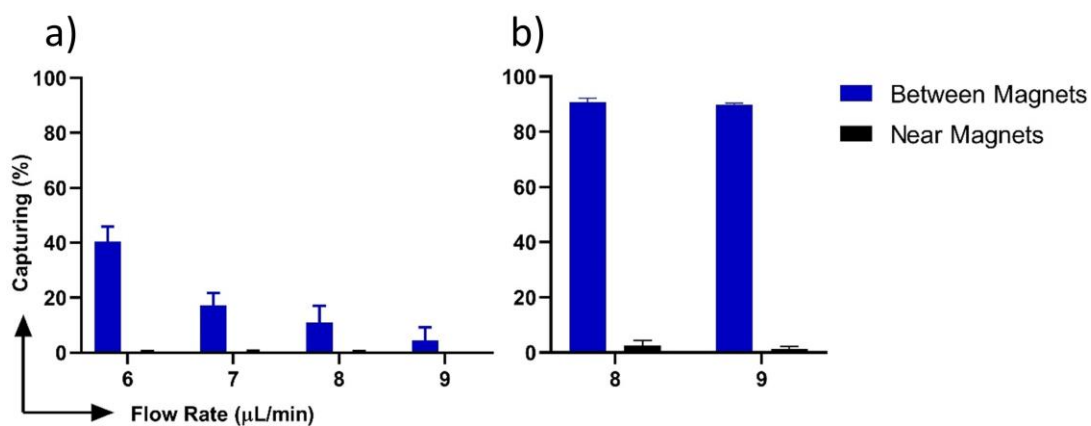 a)
100
80
60
40
20
0
Capturing (%)
6 7 8 9
Flow Rate (μL/min)
b)
100
80
60
40
20
0
8 9
Between Magnets
Near Magnets